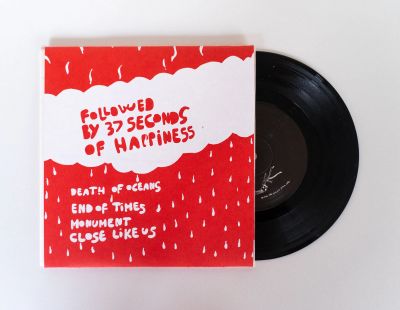 FOLLOWED
BY 37 SECONDS
OF HAPPINESS
DEATH OF OCEANS
END OF TIMES
MONUMENT
CLOSE LIKE US